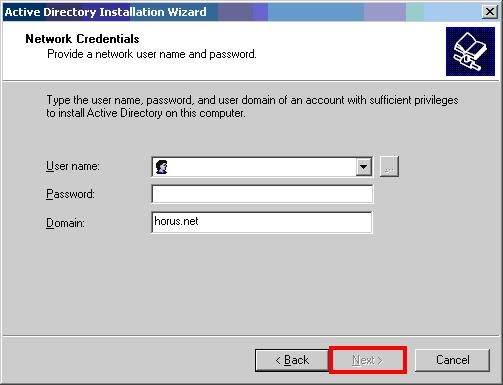 Active Directory Installation Wizard
Network Credentials
Provide a network user name and password.
Type the user name, password, and user domain of an account with sufficient privileges
to install Active Directory on this computer.
User name:
...
Password:
Domain:
horus.net
< Back
Next >
Cancel